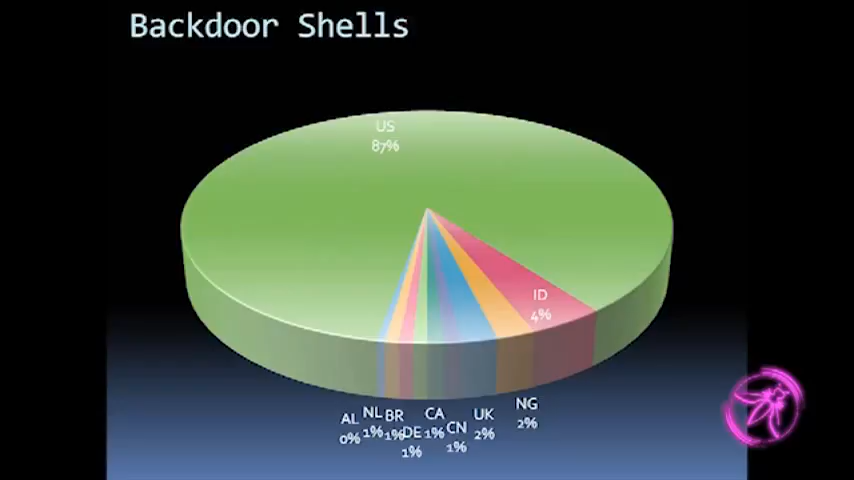 Backdoor Shells
US
87%
ID
4%
AL
0%
NL
1%
BR
1%
DE
1%
CA
1%
CN
1%
UK
2%
NG
2%